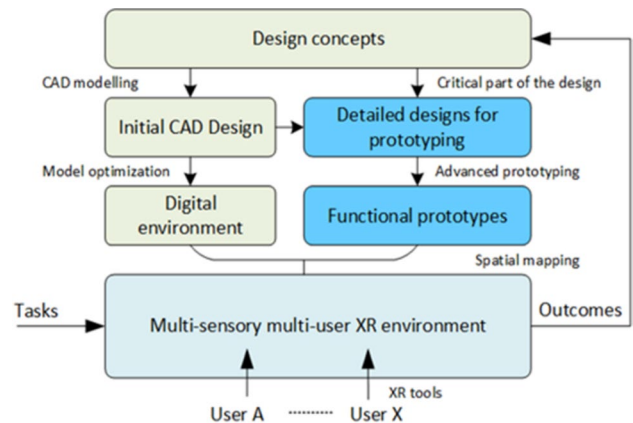 Design concepts
CAD modelling
Critical part of the design
Initial CAD Design
Detailed designs for
prototyping
Model optimization
Advanced prototyping
Digital
environment
Functional prototypes
Spatial mapping
Tasks
Multi-sensory multi-user XR environment
Outcomes
XR tools
User A
User X